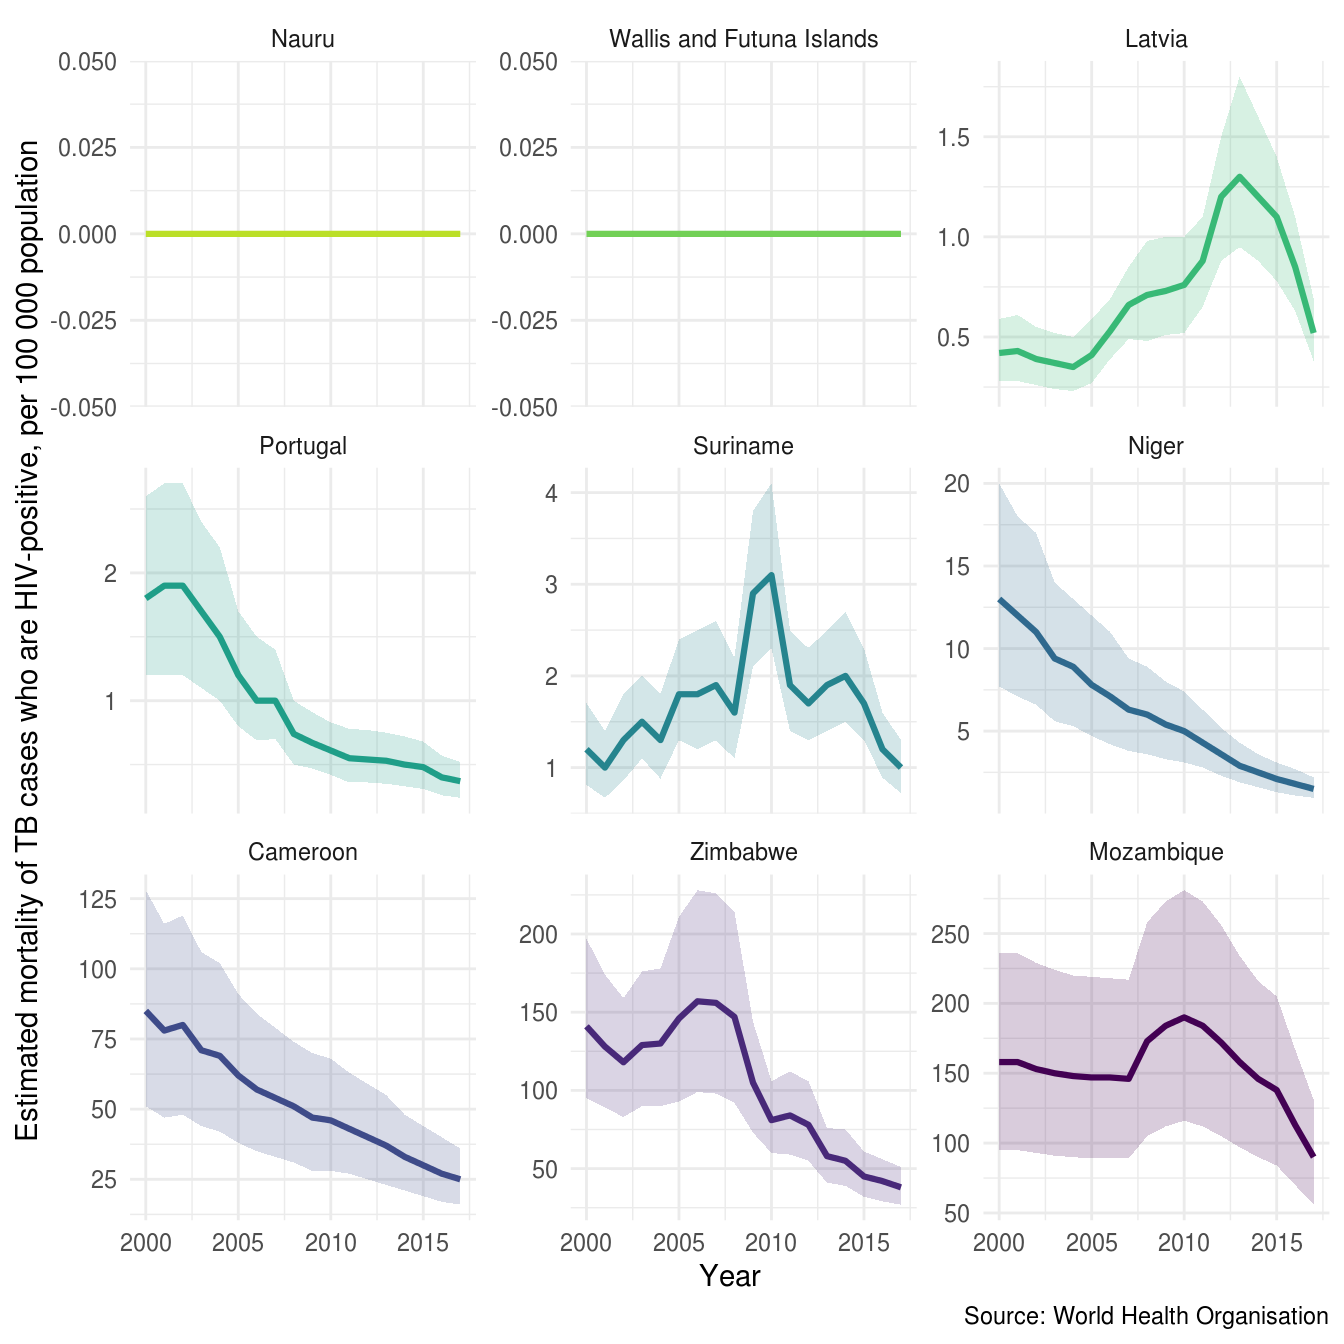 Nauru
Wallis and Futuna Islands
Latvia
0.050
0.025
0.000
-0.025
-0.050
0.050
0.025
0.000
-0.025
-0.050
1.5
1.0
0.5
Portugal
Suriname
Niger
2
1
4
3
2
1
20
15
10
5
Cameroon
Zimbabwe
Mozambique
125
100
75
50
25
200
150
100
50
250
200
150
100
50
2000 2005 2010 2015
2000 2005 2010 2015
2000 2005 2010 2015
Estimated mortality of TB cases who are HIV-positive, per 100 000 population
Year
Source: World Health Organisation